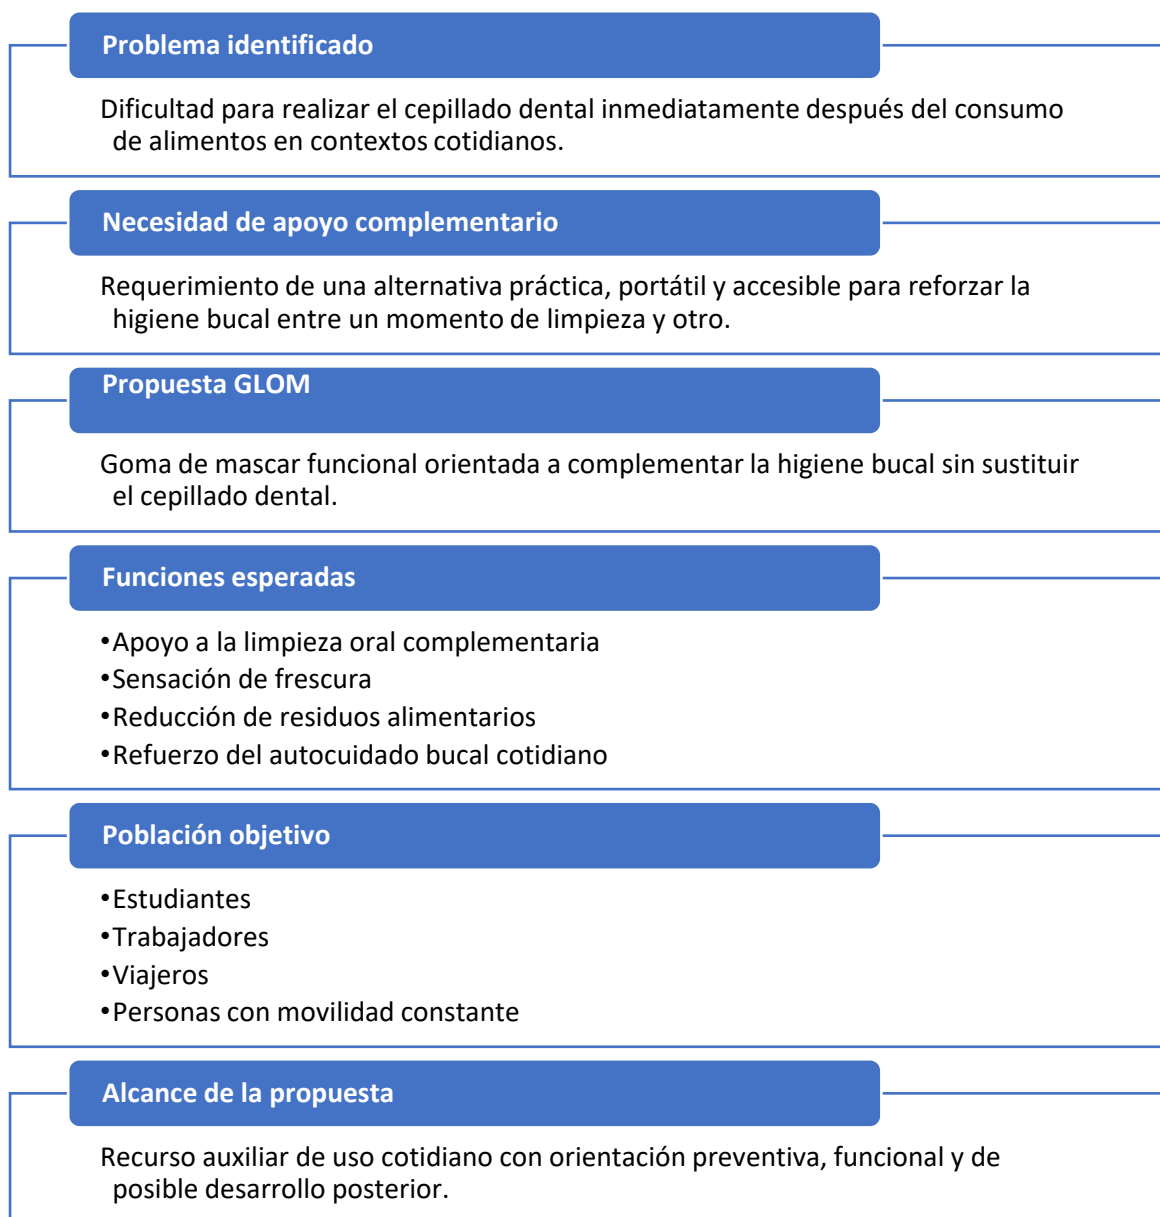 Problema identificado
Dificultad para realizar el cepillado dental inmediatamente después del consumo
de alimentos en contextos cotidianos.
Necesidad de apoyo complementario
Requerimiento de una alternativa práctica, portátil y accesible para reforzar la
higiene bucal entre un momento de limpieza y otro.
Propuesta GLOM
Goma de mascar funcional orientada a complementar la higiene bucal sin sustituir
el cepillado dental.
Funciones esperadas
•Apoyo a la limpieza oral complementaria
•Sensación de frescura
•Reducción de residuos alimentarios
•Refuerzo del autocuidado bucal cotidiano
Población objetivo
•Estudiantes
•Trabajadores
•Viajeros
•Personas con movilidad constante
Alcance de la propuesta
Recurso auxiliar de uso cotidiano con orientación preventiva, funcional y de
posible desarrollo posterior.